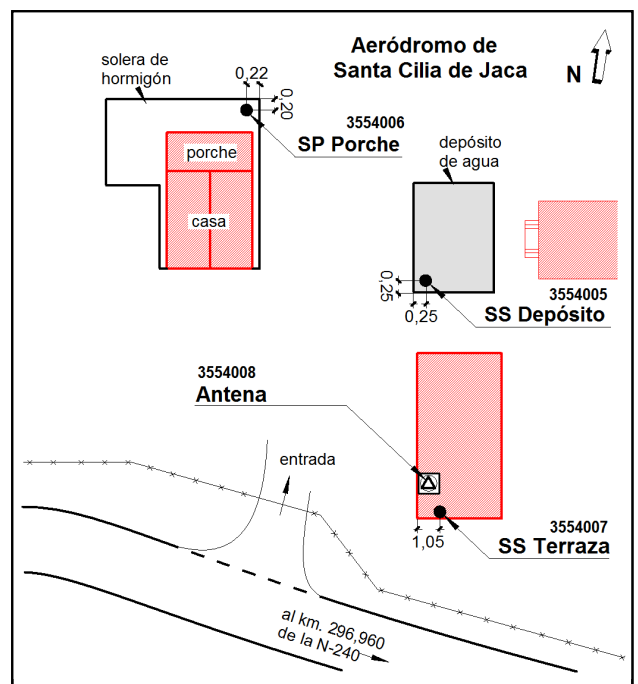 Aeródromo de
Santa Cilia de Jaca
N
solera de
hormigón
0,22
0,20
3554006
SP Porche
porche
casa
depósito
de agua
0,25
0,25
3554005
SS Depósito
3554008
Antena
entrada
1,05
3554007
SS Terraza
al km. 296,960
de la N-240